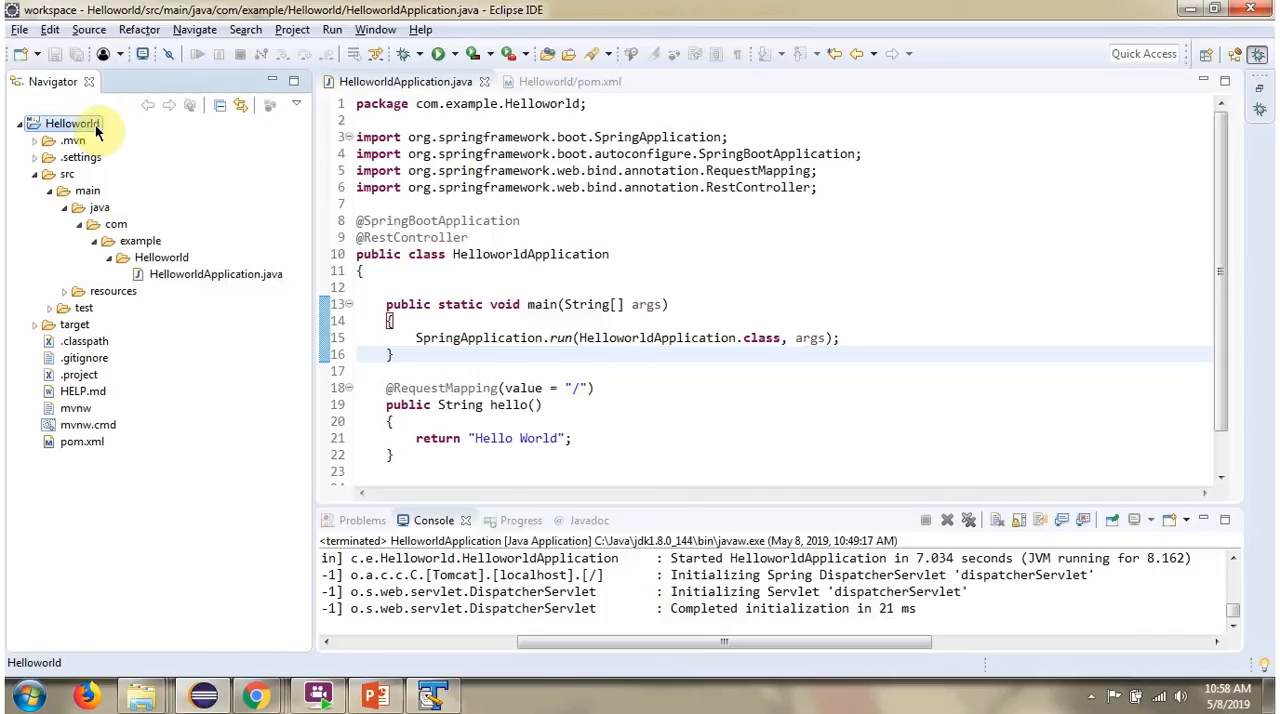 workspace - Helloworld/src/main/java/com/example/Helloworld/HelloworldApplication.java - Eclipse IDE
File Edit Source Refactor Navigate Search Project Run Window Help
Quick Access
Navigator
Helloworld
.mvn
.settings
src
main
java
com
example
Helloworld
HelloworldApplication.java
resources
test
target
.classpath
.gitignore
.project
HELP.md
mvnw
mvnw.cmd
pom.xml
HelloworldApplication.java Helloworld/pom.xml
1 package com.example.Helloworld;
3 import org.springframework.boot.SpringApplication;
4 import org.springframework.boot.autoconfigure.SpringBootApplication;
5 import org.springframework.web.bind.annotation.RequestMapping;
6 import org.springframework.web.bind.annotation.RestController;
7
8 @SpringBootApplication
9 @RestController
10 public class HelloworldApplication
11 {
12
13 public static void main(String[] args)
14 {
15 SpringApplication.run(HelloworldApplication.class, args);
16 }
17
18 @RequestMapping(value = "/")
19 public String hello()
20 {
21 return "Hello World";
22 }
23
Problems Console Progress Javadoc
<terminated> HelloworldApplication [Java Application] C:\Java\jdk1.8.0_144\bin\javaw.exe (May 8, 2019, 10:49:17 AM)
in] c.e.Helloworld.HelloworldApplication : Started HelloworldApplication in 7.034 seconds (JVM running for 8.162)
-1] o.a.c.c.C.[Tomcat].[localhost].[/] : Initializing Spring DispatcherServlet 'dispatcherServlet'
-1] o.s.web.servlet.DispatcherServlet : Initializing Servlet 'dispatcherServlet'
-1] o.s.web.servlet.DispatcherServlet : Completed initialization in 21 ms
Helloworld
10:58 AM
5/8/2019